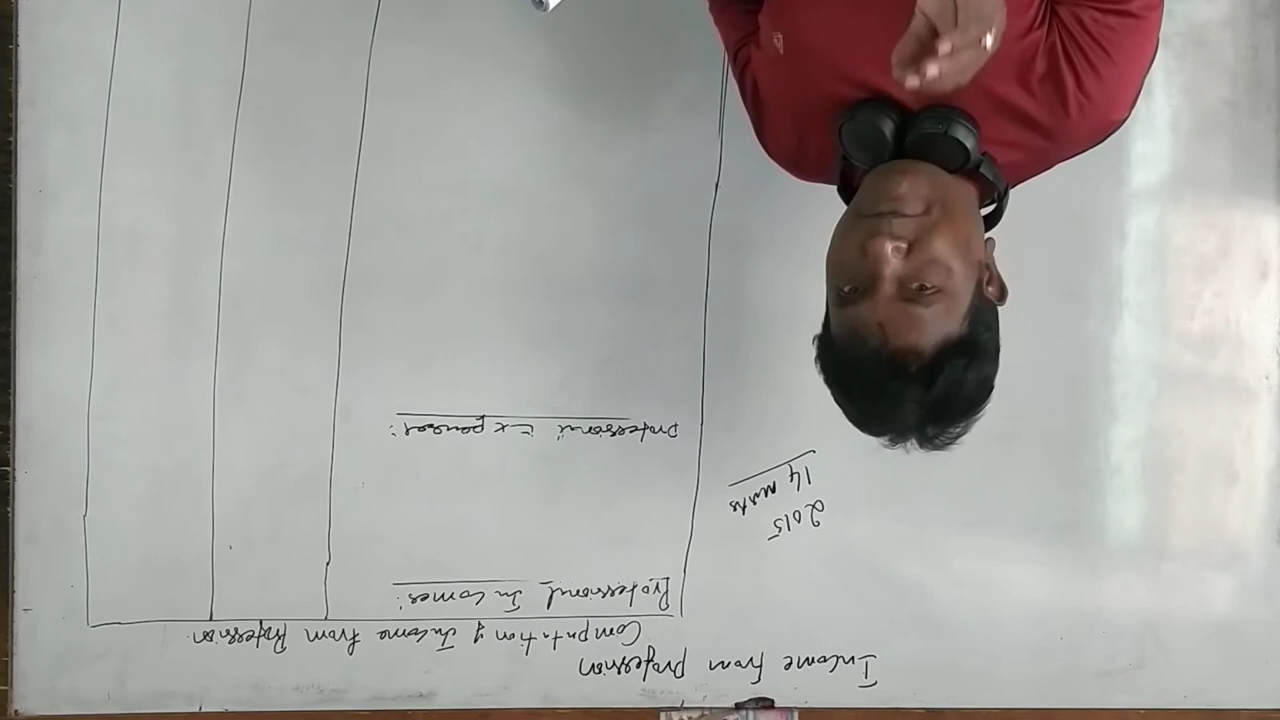 Income from profession
Computation of Income from Profession
Professional Incomes:
2015
14 marks
Professional Expenses: